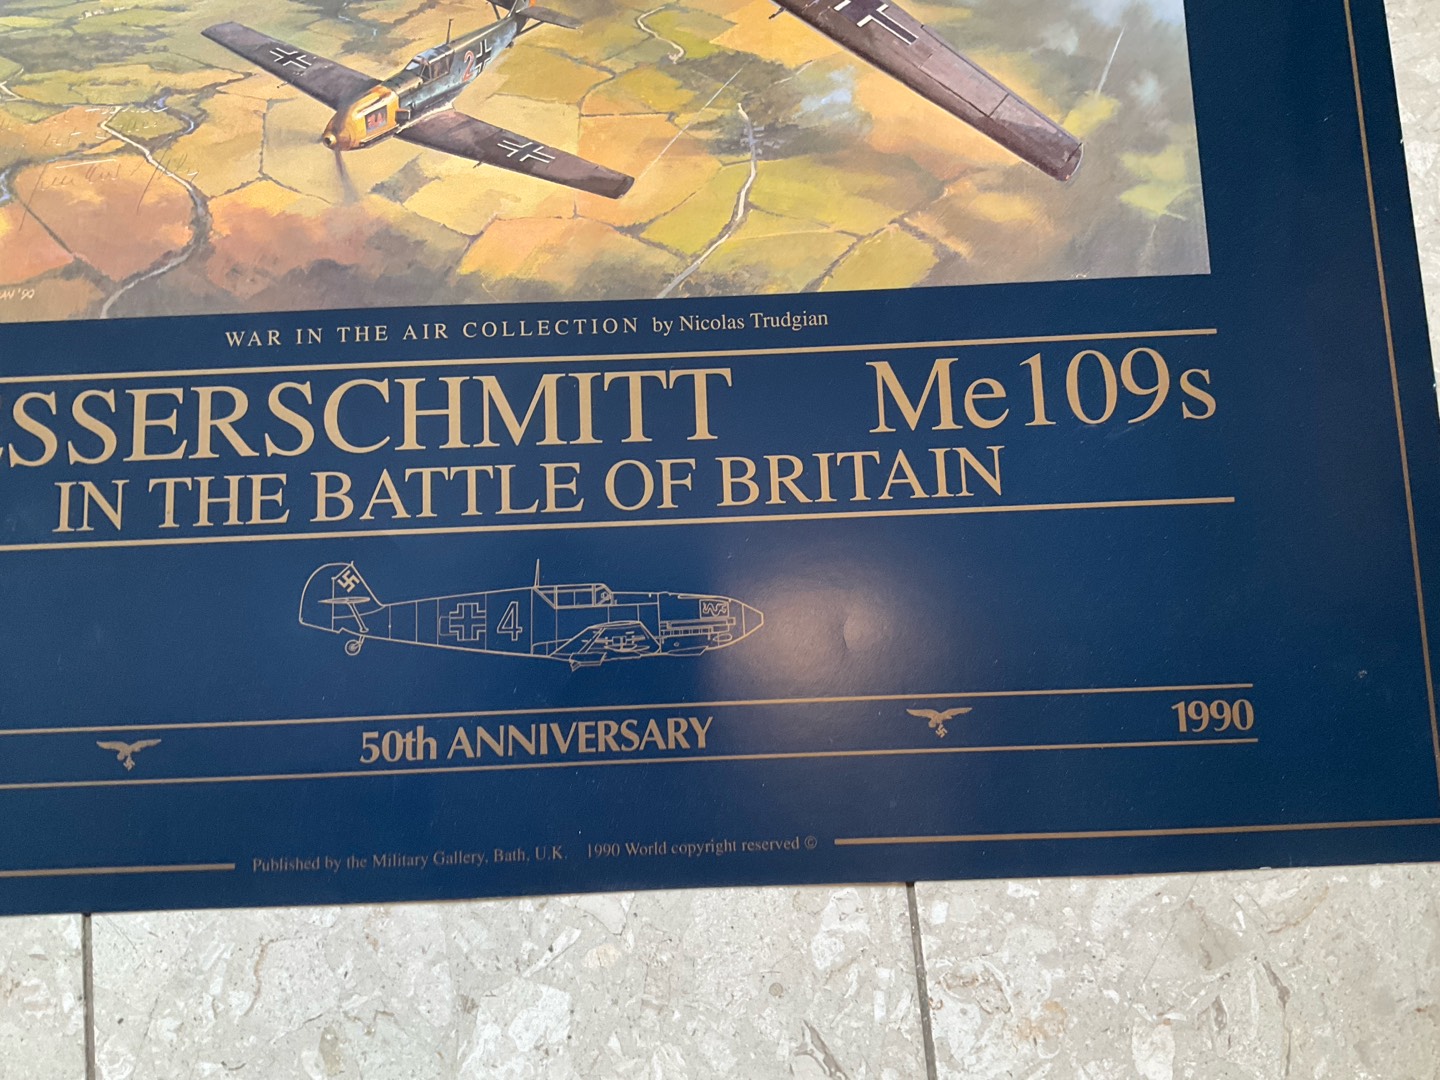 2
WAR IN THE AIR COLLECTION by Nicolas Trudgian
ESSERSCHMITT Me109s
IN THE BATTLE OF BRITAIN
4
50th ANNIVERSARY 1990
Published by the Military Gallery, Bath, U.K. 1990 World copyright reserved ©